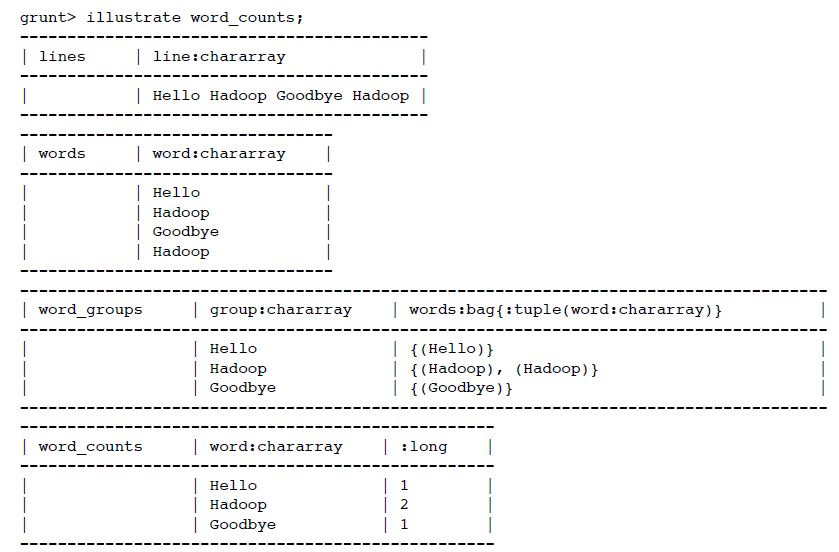 grunt> illustrate word_counts;
-------------------------------------------
| lines | line:chararray |
-------------------------------------------
| | Hello Hadoop Goodbye Hadoop |
-------------------------------------------
---------------------------------
| words | word:chararray |
---------------------------------
| | Hello |
| | Hadoop |
| | Goodbye |
| | Hadoop |
---------------------------------
-------------------------------------------------------------------------------------
| word_groups | group:chararray | words:bag{:tuple(word:chararray)} |
-------------------------------------------------------------------------------------
| | Hello | {(Hello)} |
| | Hadoop | {(Hadoop), (Hadoop)} |
| | Goodbye | {(Goodbye)} |
-------------------------------------------------------------------------------------
--------------------------------------------------
| word_counts | word:chararray | :long |
--------------------------------------------------
| | Hello | 1 |
| | Hadoop | 2 |
| | Goodbye | 1 |
--------------------------------------------------